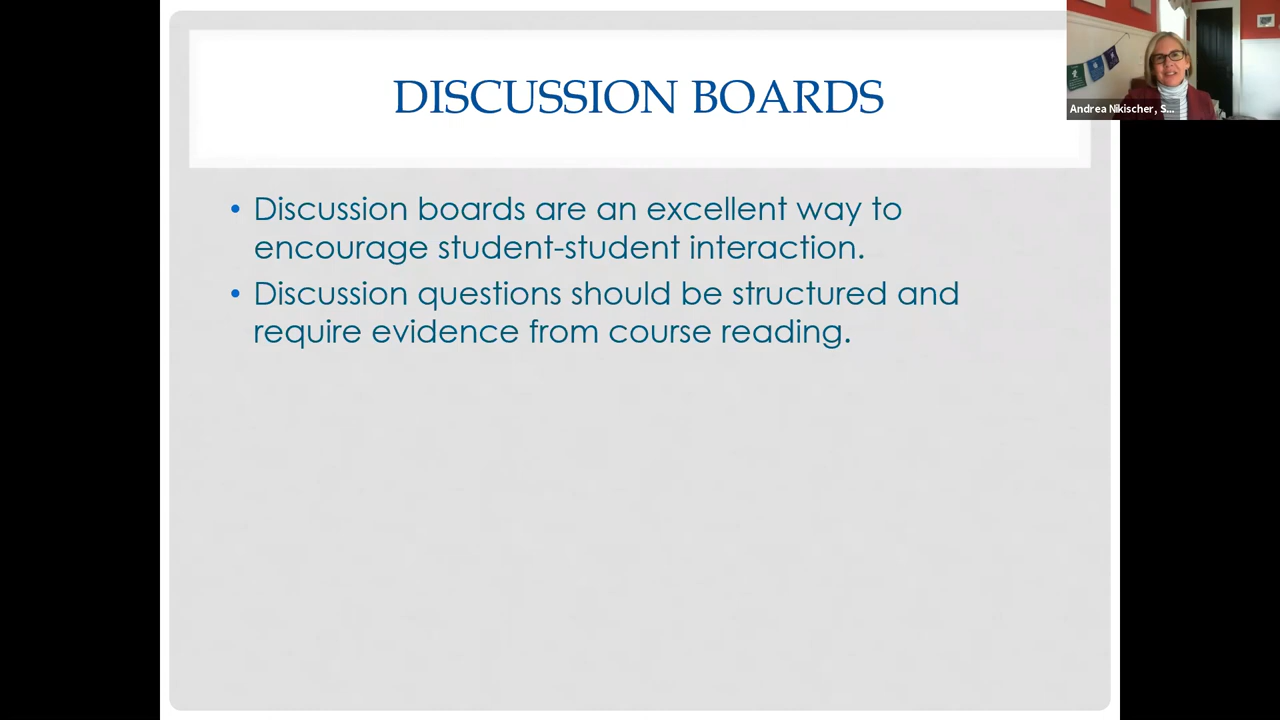 DISCUSSION BOARDS
• Discussion boards are an excellent way to
encourage student-student interaction.
• Discussion questions should be structured and
require evidence from course reading.
Andrea Nikischer, S...